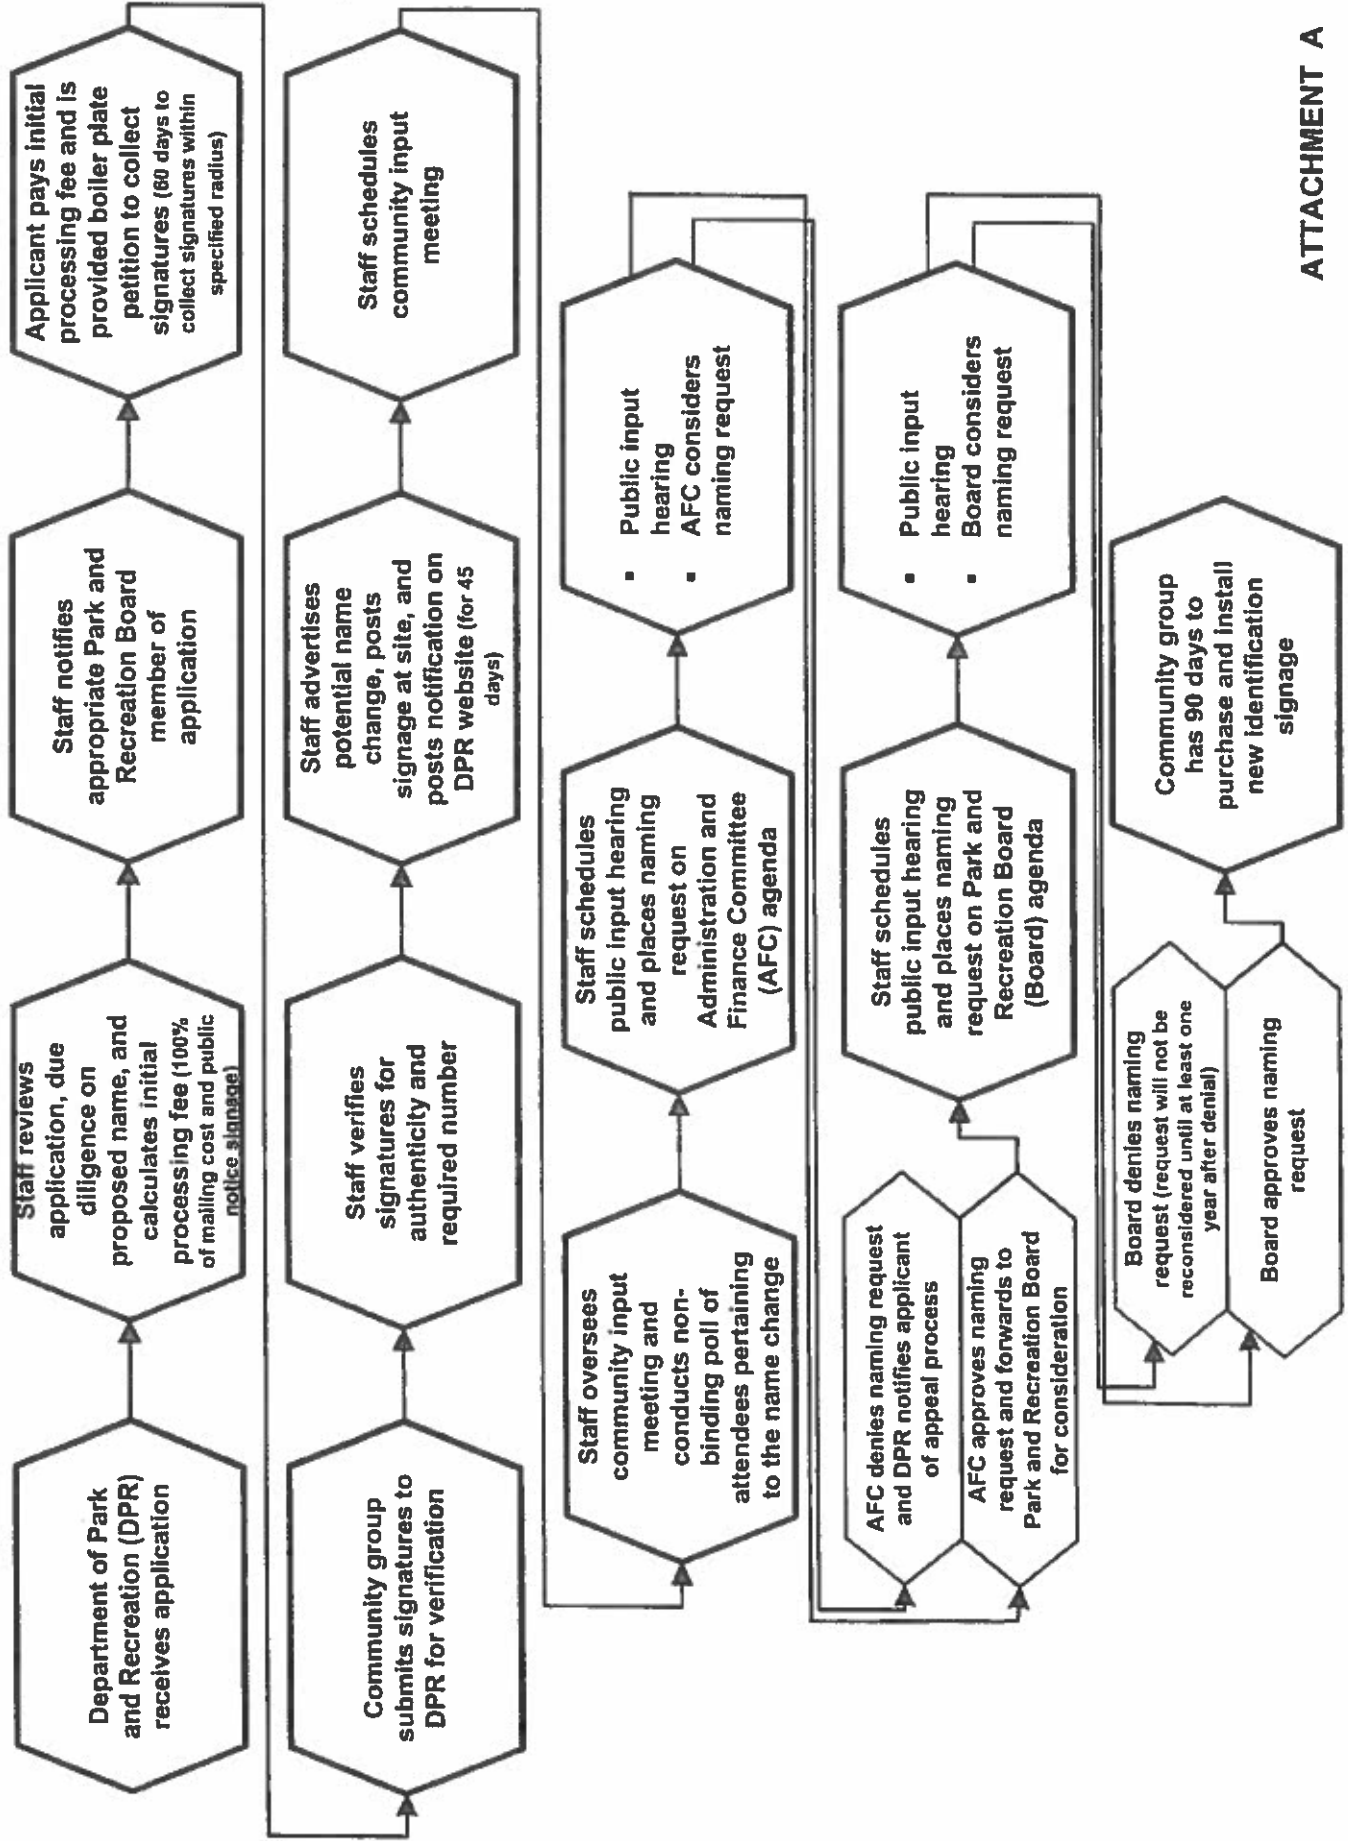 Department of Park
and Recreation (DPR)
receives application
Staff reviews
application, due
diligence on
proposed name, and
calculates initial
processing fee (100%
of mailing cost and public
notice signage)
Staff notifies
appropriate Park and
Recreation Board
member of
application
Applicant pays initial
processing fee and is
provided boiler plate
petition to collect
signatures (60 days to
collect signatures within
specified radius)
Community group
submits signatures to
DPR for verification
Staff verifies
signatures for
authenticity and
required number
Staff advertises
potential name
change, posts
signage at site, and
posts notification on
DPR website (for 45
days)
Staff schedules
community input
meeting
Staff oversees
community input
meeting and
conducts non-
binding poll of
attendees pertaining
to the name change
Staff schedules
public input hearing
and places naming
request on
Administration and
Finance Committee
(AFC) agenda
▪ Public input
hearing
▪ AFC considers
naming request
AFC denies naming request
and DPR notifies applicant
of appeal process
AFC approves naming
request and forwards to
Park and Recreation Board
for consideration
Staff schedules
public input hearing
and places naming
request on Park and
Recreation Board
(Board) agenda
▪ Public input
hearing
▪ Board considers
naming request
Board denies naming
request (request will not be
reconsidered until at least one
year after denial)
Board approves naming
request
Community group
has 90 days to
purchase and install
new identification
signage
ATTACHMENT A